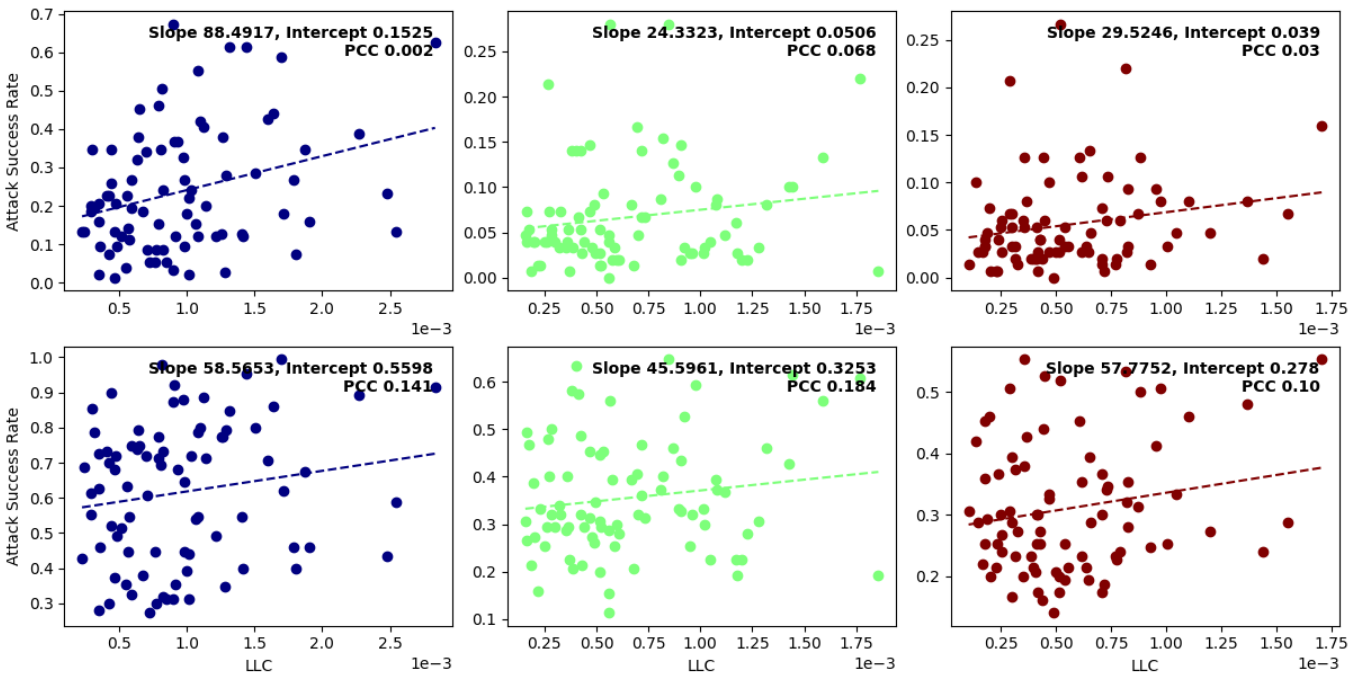 Slope 88.4917, Intercept 0.1525
PCC 0.002
Attack Success Rate
0.7
0.6
0.5
0.4
0.3
0.2
0.1
0.0
0.5 1.0 1.5 2.0 2.5
1e−3
Slope 24.3323, Intercept 0.0506
PCC 0.068
0.25
0.20
0.15
0.10
0.05
0.00
0.25 0.50 0.75 1.00 1.25 1.50 1.75
1e−3
Slope 29.5246, Intercept 0.039
PCC 0.03
0.25
0.20
0.15
0.10
0.05
0.00
0.25 0.50 0.75 1.00 1.25 1.50 1.75
1e−3
Slope 58.5653, Intercept 0.5598
PCC 0.141
Attack Success Rate
1.0
0.9
0.8
0.7
0.6
0.5
0.4
0.3
0.5 1.0 1.5 2.0 2.5
1e−3
LLC
Slope 45.5961, Intercept 0.3253
PCC 0.184
0.6
0.5
0.4
0.3
0.2
0.1
0.25 0.50 0.75 1.00 1.25 1.50 1.75
1e−3
LLC
Slope 57.7752, Intercept 0.278
PCC 0.10
0.5
0.4
0.3
0.2
0.25 0.50 0.75 1.00 1.25 1.50 1.75
1e−3
LLC